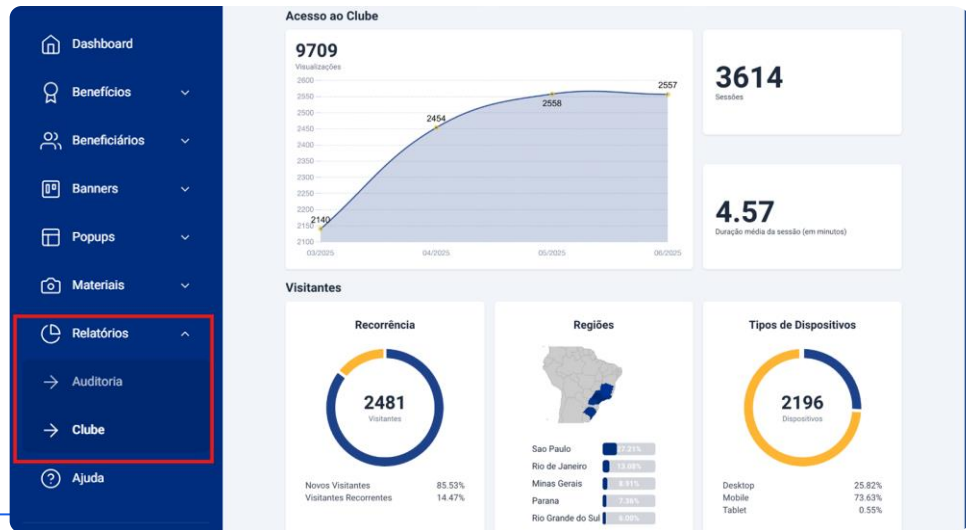 Dashboard
Benefícios
Beneficiários
Banners
Popups
Materiais
Relatórios
Auditoria
Clube
Ajuda
Acesso ao Clube
9709
Visualizações
2600
2550
2500
2450
2400
2350
2300
2250
2200
2150
2100
2140
2454
2558
2557
03/2025 04/2025 05/2025 06/2025
3614
Sessões
4.57
Duração média da sessão (em minutos)
Visitantes
Recorrência
2481
Visitantes
Novos Visitantes 85.53%
Visitantes Recorrentes 14.47%
Regiões
Sao Paulo 27.21%
Rio de Janeiro
Minas Gerais 8.91%
Parana 7.36%
Rio Grande do Sul 6.00%
Tipos de Dispositivos
2196
Dispositivos
Desktop 25.82%
Mobile 73.63%
Tablet 0.55%